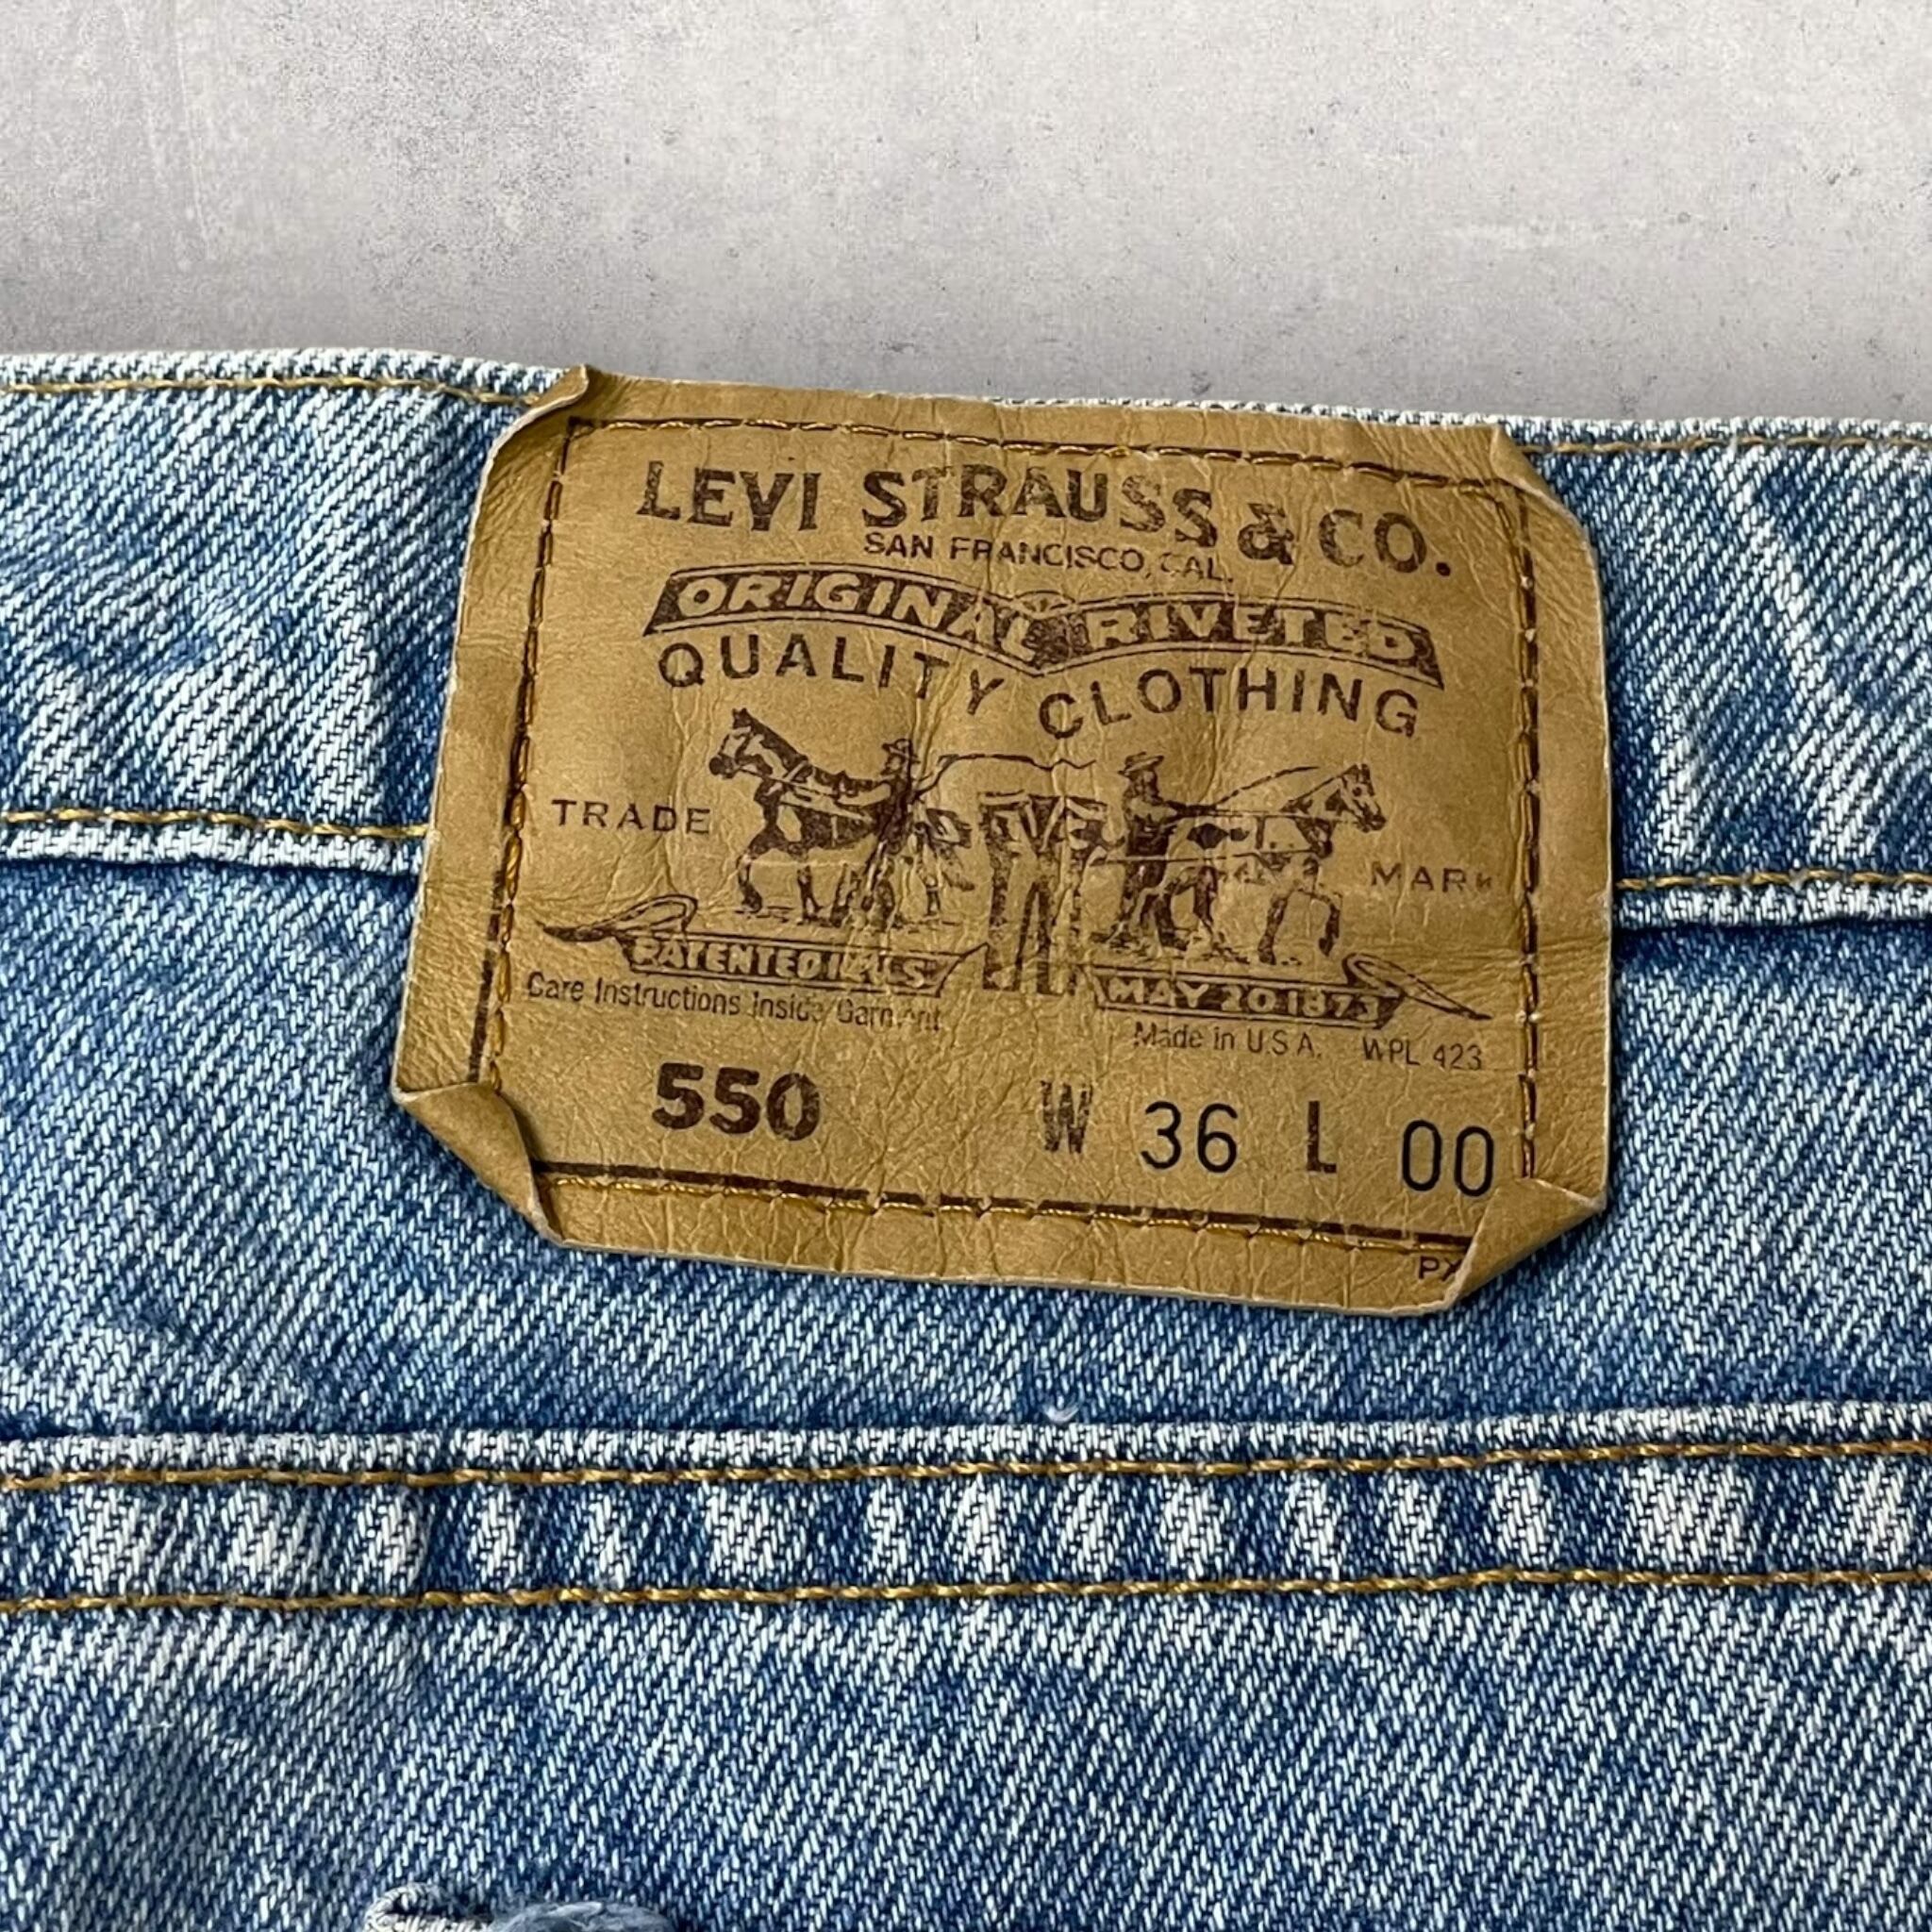 LEVI STRAUSS & CO.
SAN FRANCISCO, CAL.
ORIGINAL RIVETED
QUALITY CLOTHING
TRADE MARK
PATENTED IN U.S. MAY 20 1873
Care Instructions Inside Garment
Made in U.S.A. WPL 423
550 W 36 L 00